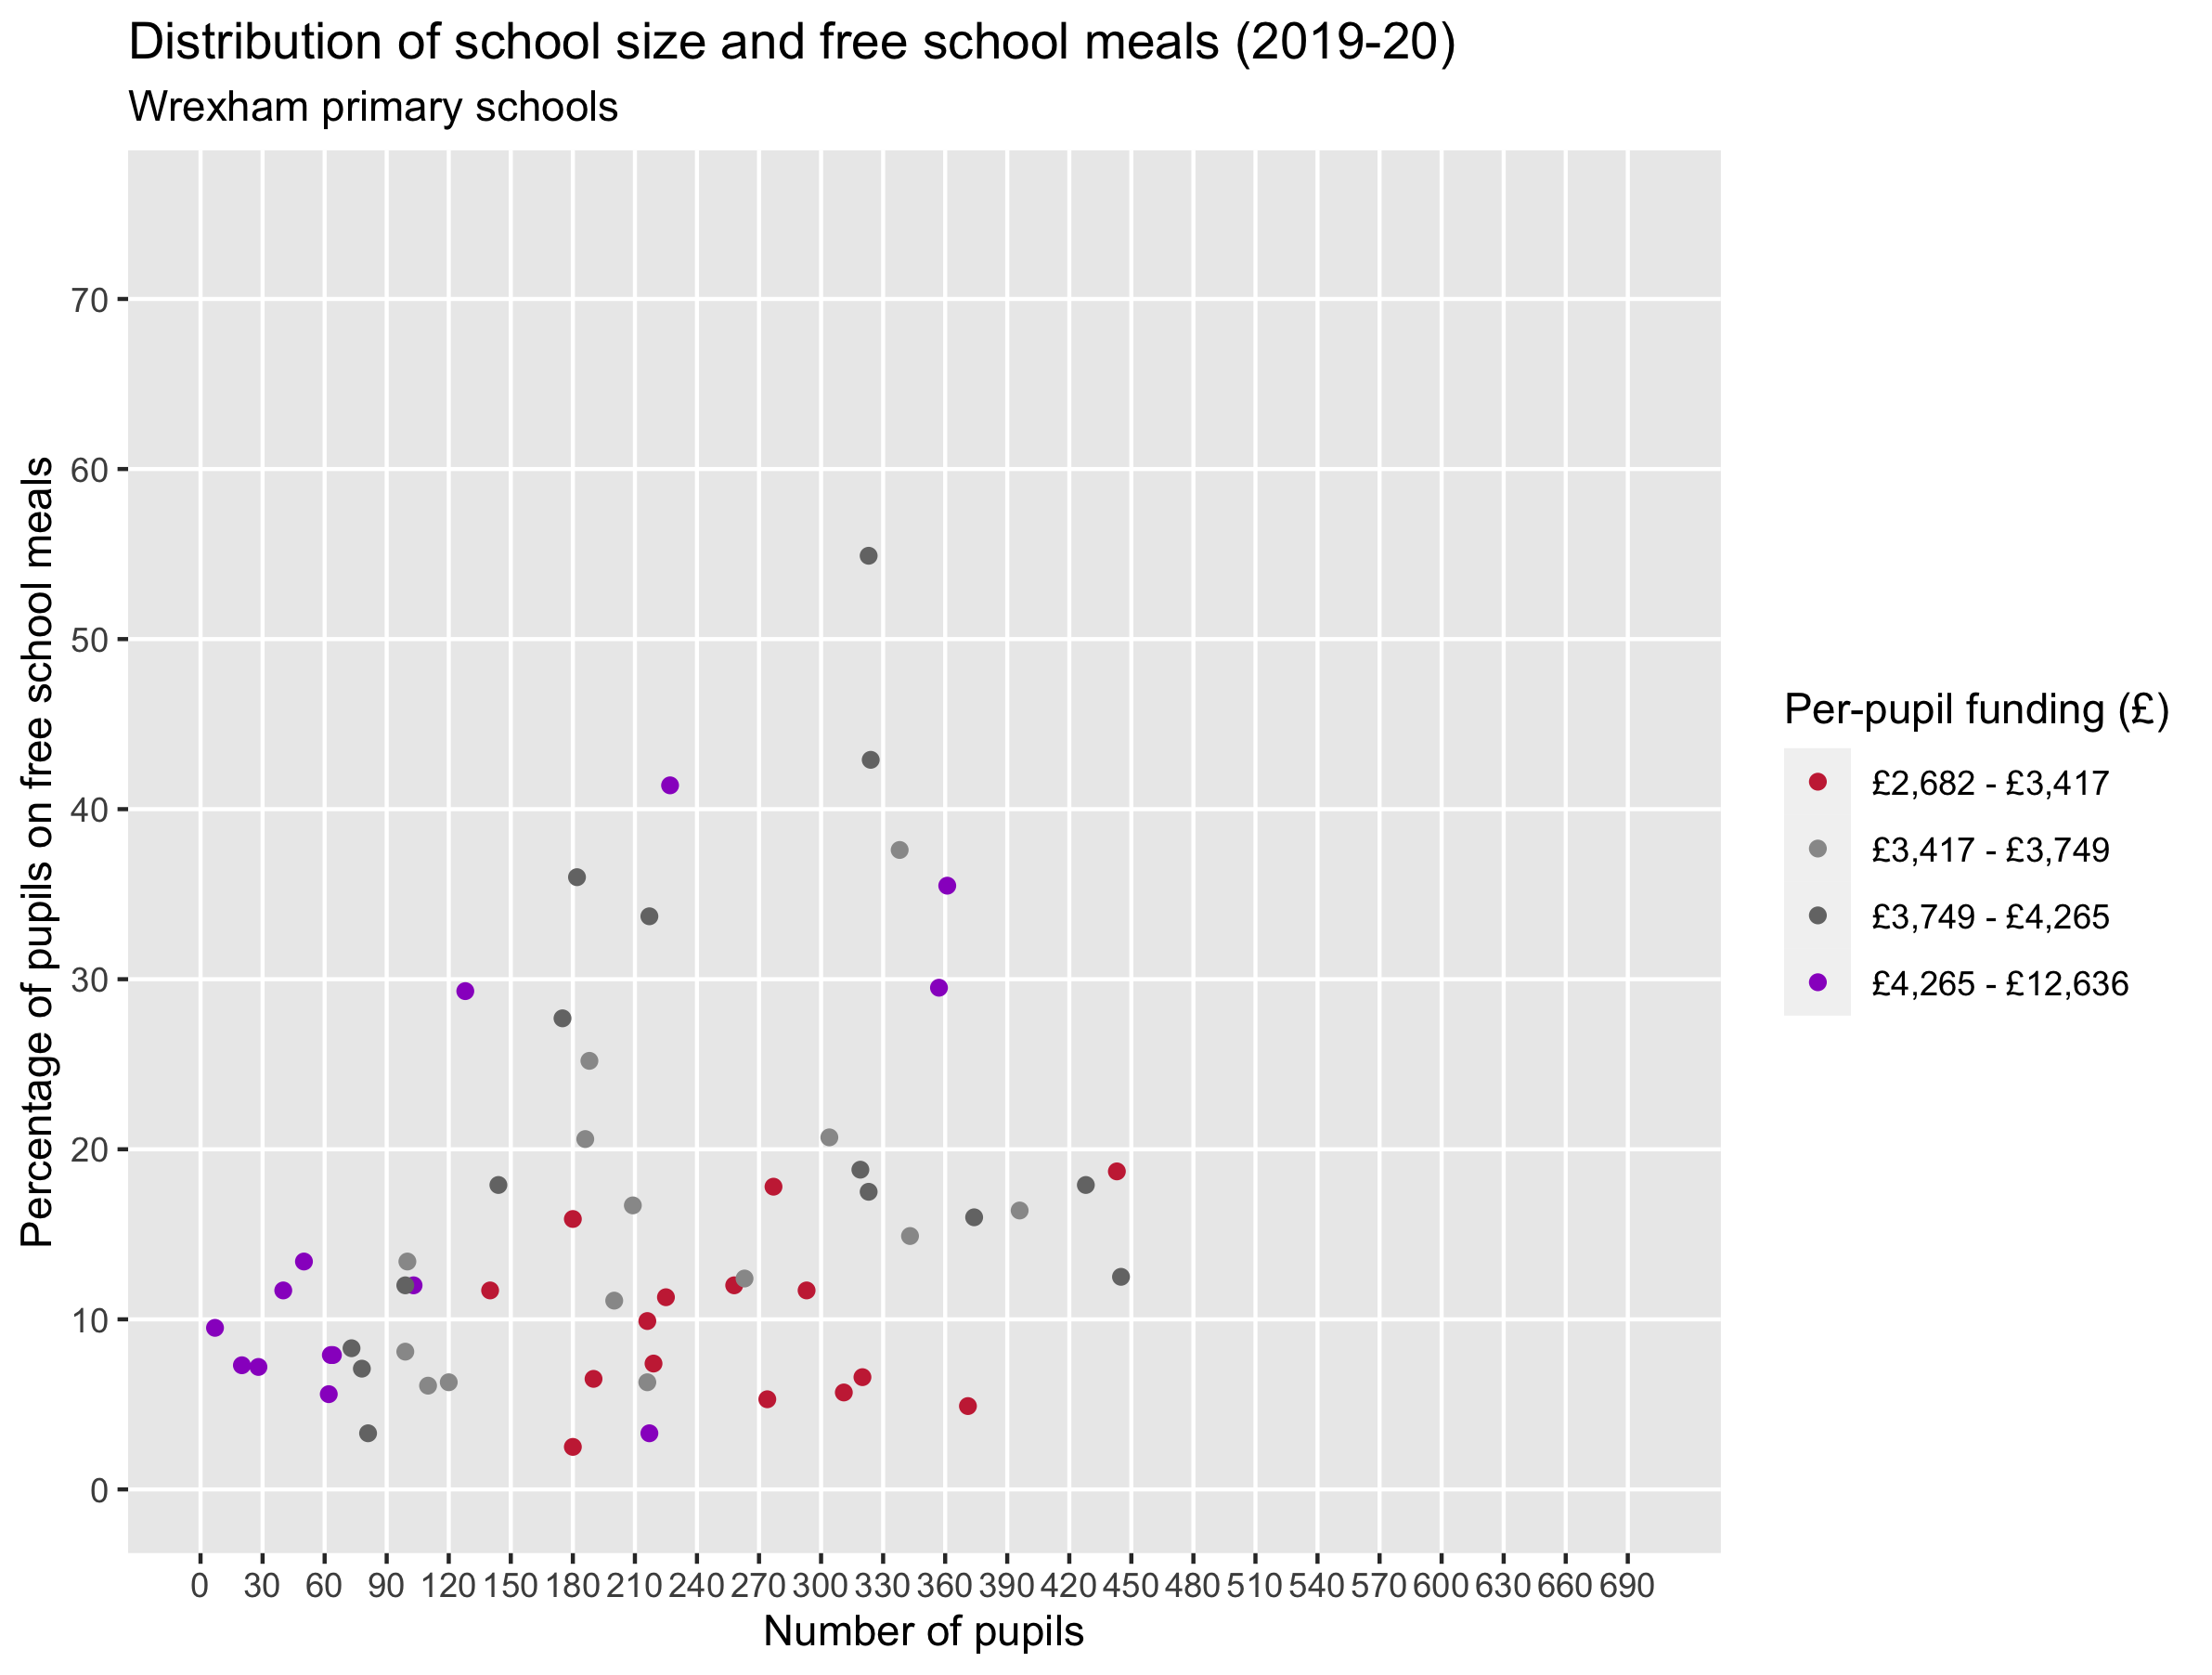 Distribution of school size and free school meals (2019-20)
Wrexham primary schools
Percentage of pupils on free school meals
70
60
50
40
30
20
10
0
0 30 60 90 120 150 180 210 240 270 300 330 360 390 420 450 480 510 540 570 600 630 660 690
Number of pupils
Per-pupil funding (£)
£2,682 - £3,417
£3,417 - £3,749
£3,749 - £4,265
£4,265 - £12,636